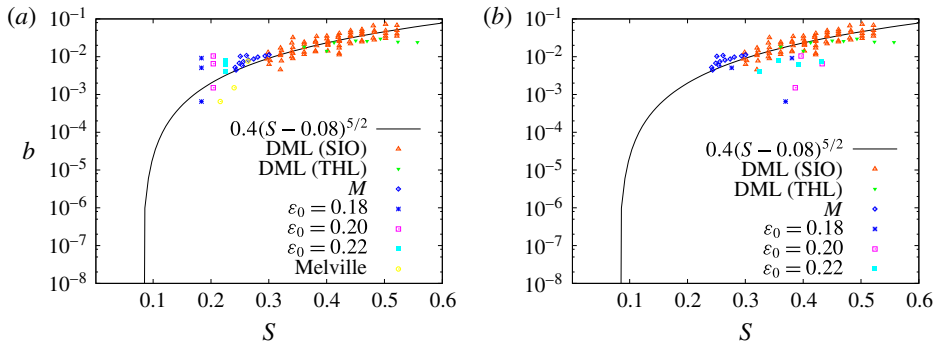 (a)
10⁻¹
10⁻²
10⁻³
10⁻⁴
10⁻⁵
10⁻⁶
10⁻⁷
10⁻⁸
b
0.4(S − 0.08)⁵/²
DML (SIO)
DML (THL)
M
ε₀ = 0.18
ε₀ = 0.20
ε₀ = 0.22
Melville
0.1 0.2 0.3 0.4 0.5 0.6
S
(b)
10⁻¹
10⁻²
10⁻³
10⁻⁴
10⁻⁵
10⁻⁶
10⁻⁷
10⁻⁸
0.4(S − 0.08)⁵/²
DML (SIO)
DML (THL)
M
ε₀ = 0.18
ε₀ = 0.20
ε₀ = 0.22
0.1 0.2 0.3 0.4 0.5 0.6
S